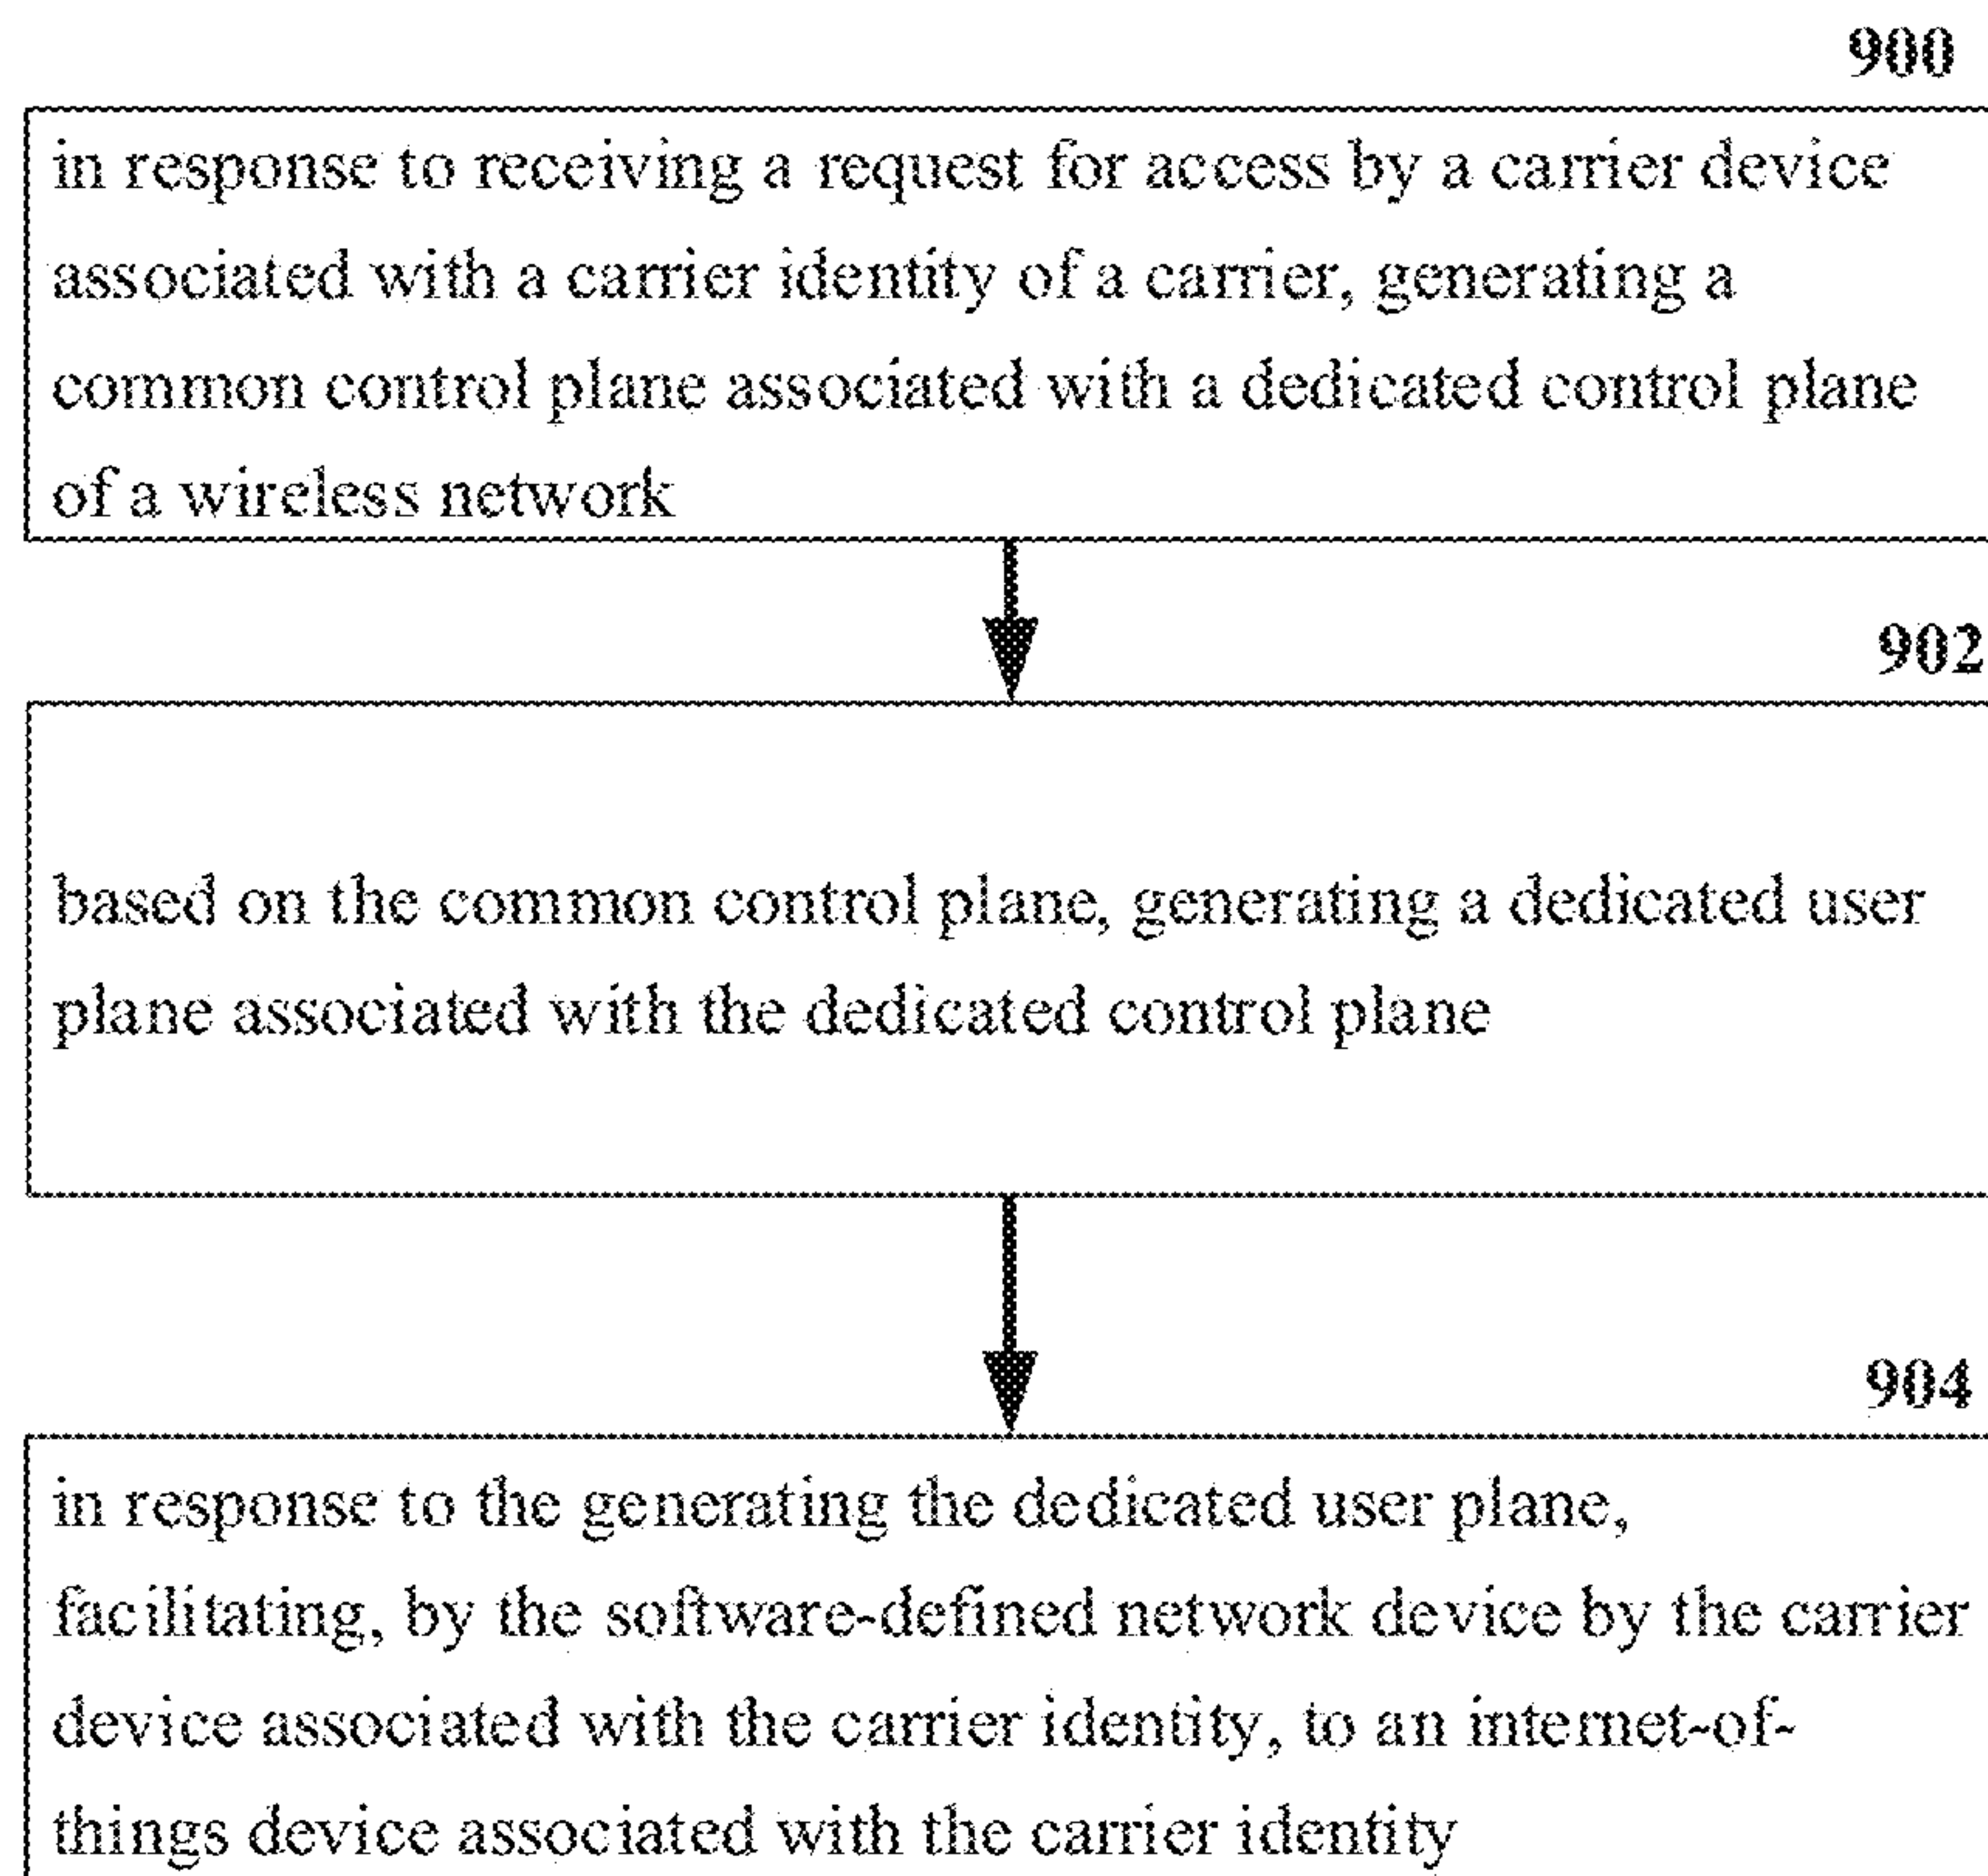 900
in response to receiving a request for access by a carrier device
associated with a carrier identity of a carrier, generating a
common control plane associated with a dedicated control plane
of a wireless network
902
based on the common control plane, generating a dedicated user
plane associated with the dedicated control plane
904
in response to the generating the dedicated user plane,
facilitating, by the software-defined network device by the carrier
device associated with the carrier identity, to an internet-of-
things device associated with the carrier identity